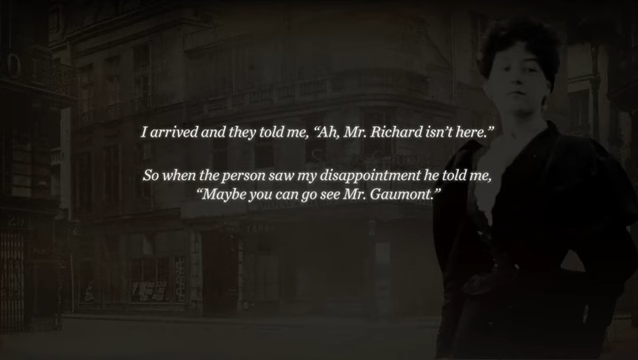 I arrived and they told me, “Ah, Mr. Richard isn’t here.”
So when the person saw my disappointment he told me,
“Maybe you can go see Mr. Gaumont.”